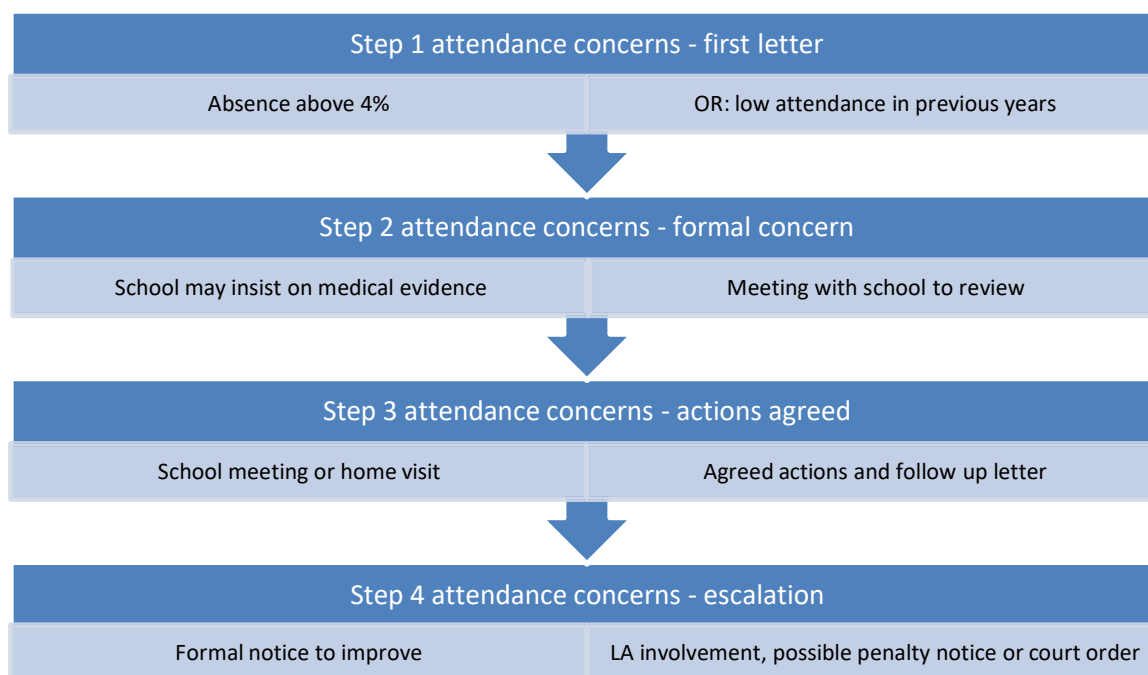 Step 1 attendance concerns - first letter
Absence above 4%
OR: low attendance in previous years
Step 2 attendance concerns - formal concern
School may insist on medical evidence
Meeting with school to review
Step 3 attendance concerns - actions agreed
School meeting or home visit
Agreed actions and follow up letter
Step 4 attendance concerns - escalation
Formal notice to improve
LA involvement, possible penalty notice or court order